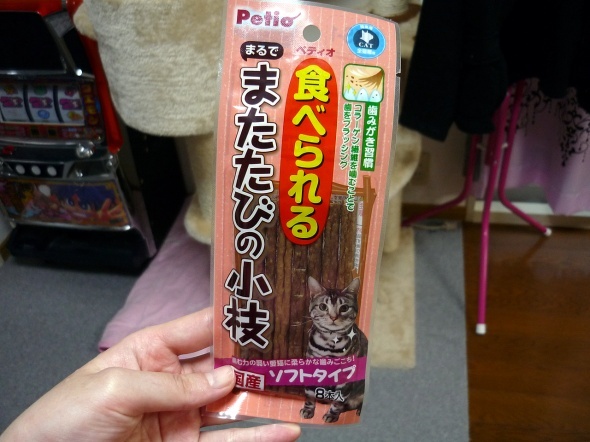 Petio
ペティオ
CAT
まるで
またたびの小枝
食べられる
歯みがき習慣
コラーゲン繊維を噛むことで
歯をブラッシング
国産
ソフトタイプ
8本入